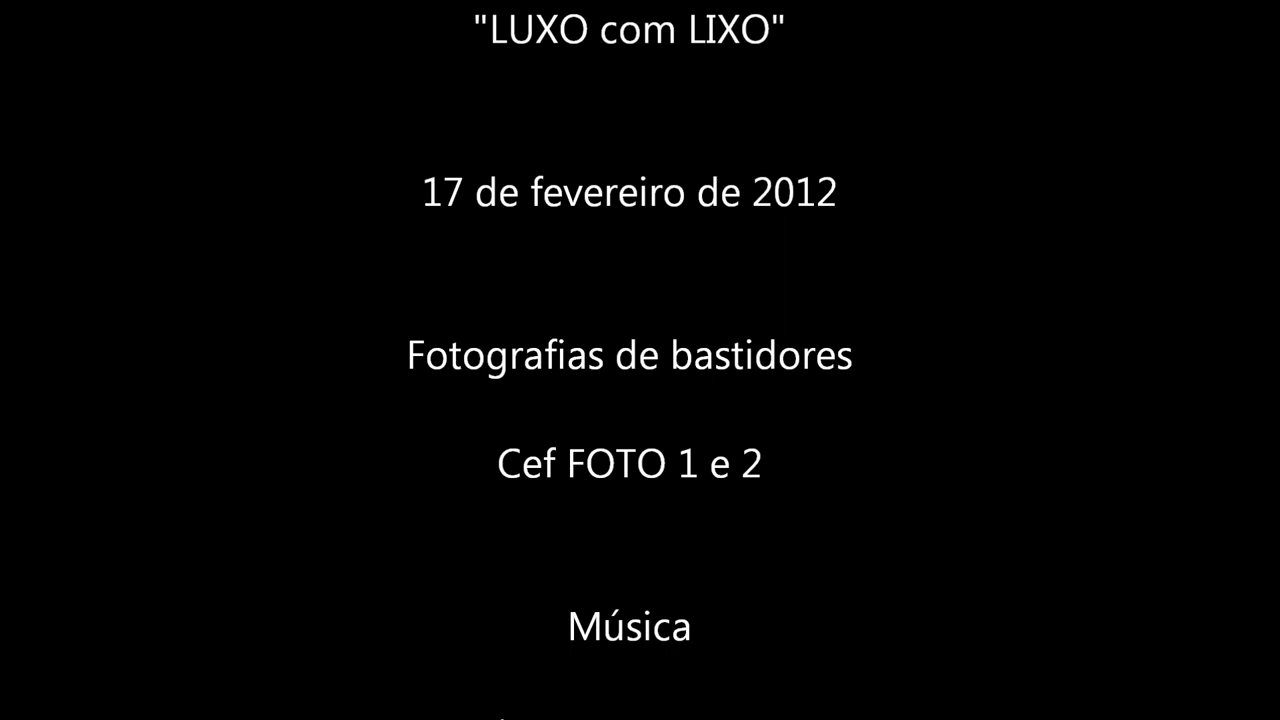 "LUXO com LIXO"
17 de fevereiro de 2012
Fotografias de bastidores
Cef FOTO 1 e 2
Música